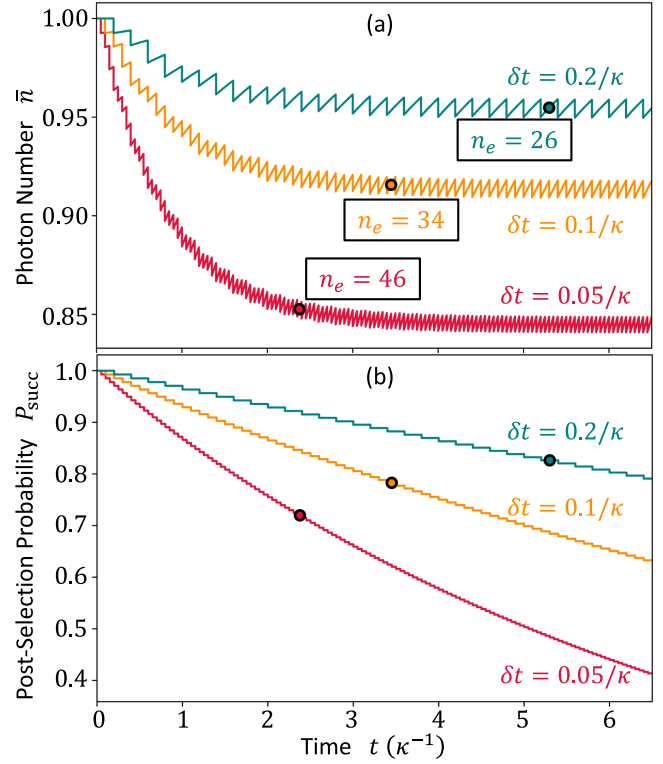 (a)
Photon Number n̄
1.00
0.95
0.90
0.85
δt = 0.2/κ
nₑ = 26
nₑ = 34
δt = 0.1/κ
nₑ = 46
δt = 0.05/κ
(b)
Post-Selection Probability P_succ
1.0
0.9
0.8
0.7
0.6
0.5
0.4
δt = 0.2/κ
δt = 0.1/κ
δt = 0.05/κ
0 1 2 3 4 5 6
Time t (κ⁻¹)